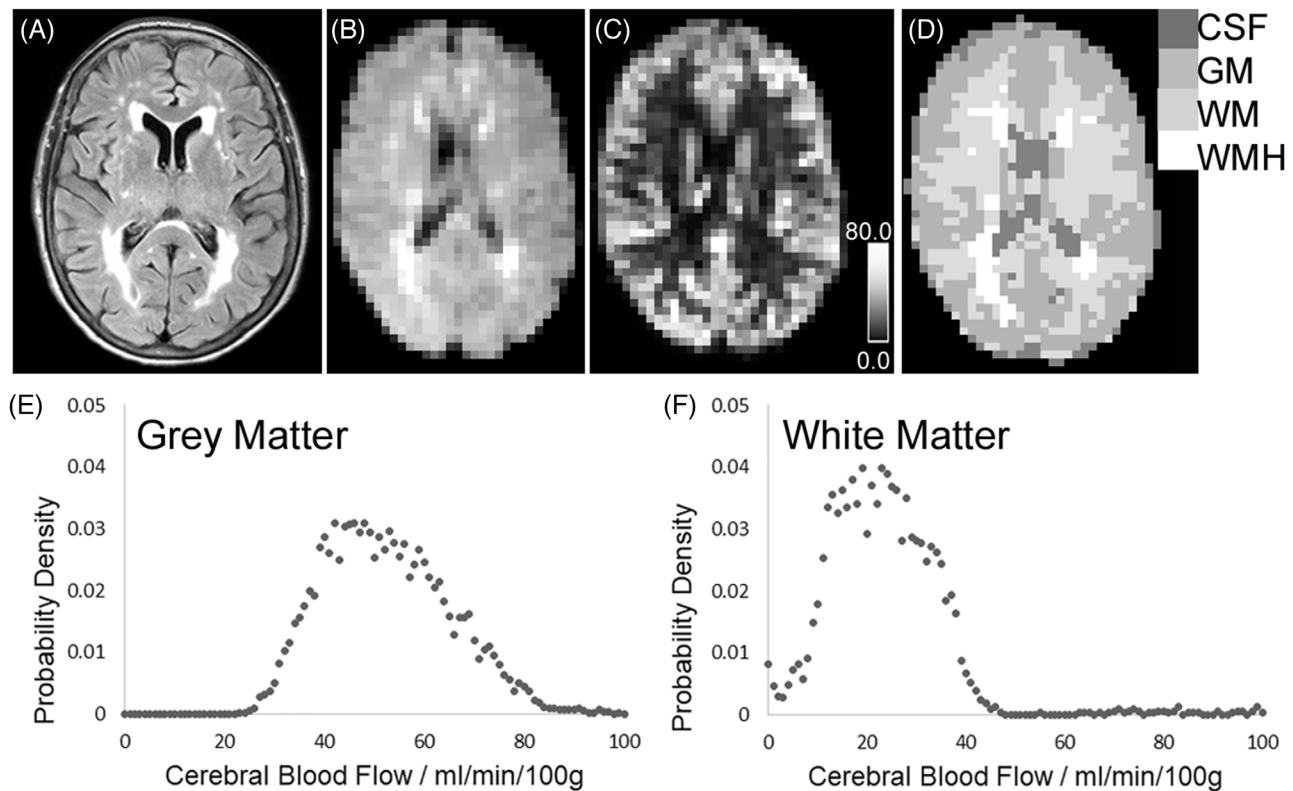 (A)
(B)
(C)
(D)
CSF
GM
WM
WMH
80.0
0.0
(E)
Grey Matter
0.05
0.04
0.03
0.02
0.01
0
Probability Density
0
20
40
60
80
100
Cerebral Blood Flow / ml/min/100g
(F)
White Matter
0.05
0.04
0.03
0.02
0.01
0
Probability Density
0
20
40
60
80
100
Cerebral Blood Flow / ml/min/100g